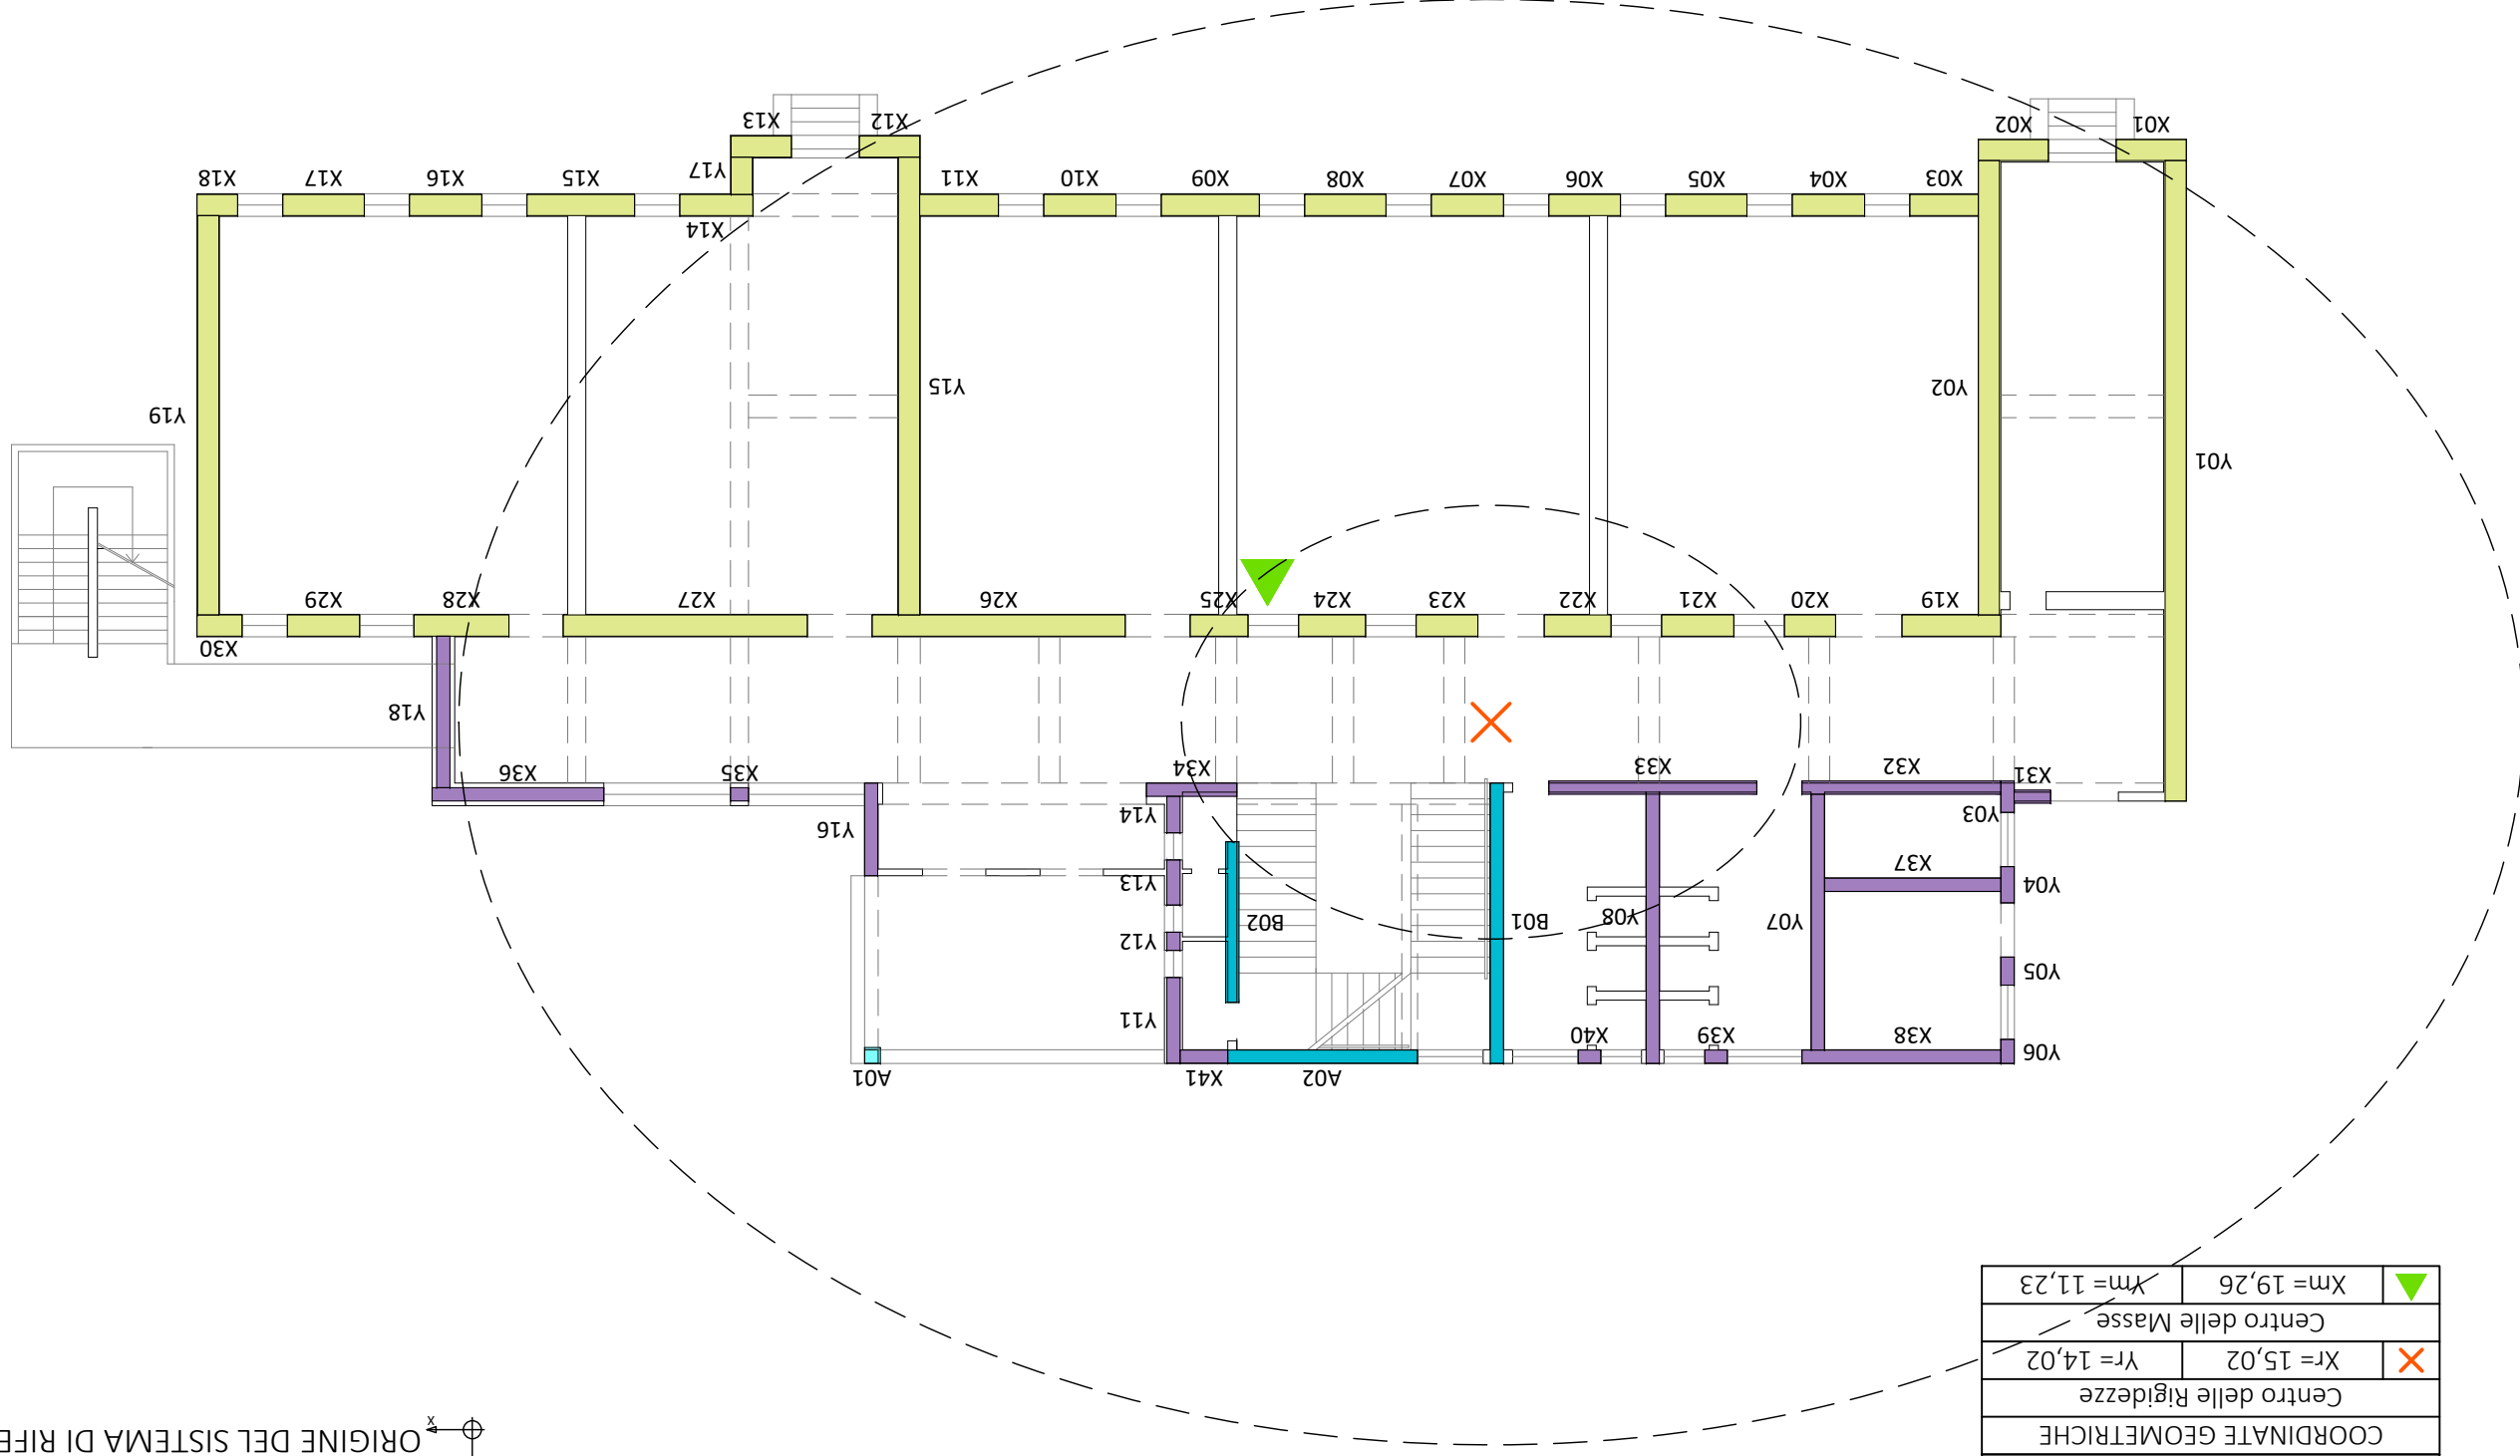 COORDINATE GEOMETRICHE
Centro delle Rigidezze
Xr= 15,02
Yr= 14,02
Centro delle Masse
Xm= 19,26
Ym= 11,23
x
ORIGINE DEL SISTEMA DI RIFE
A02
X41
A01
Y06
X38
X39
X40
Y11
Y05
Y12
Y07
Y08
B01
B02
Y04
X37
Y13
Y03
Y14
Y16
X31
X32
X33
X34
X35
X36
Y18
X30
X19
X20
X21
X22
X23
X24
X25
X26
X27
X28
X29
Y01
Y02
Y15
Y19
X14
X03
X04
X05
X06
X07
X08
X09
X10
X11
Y17
X15
X16
X17
X18
X01
X02
X12
X13